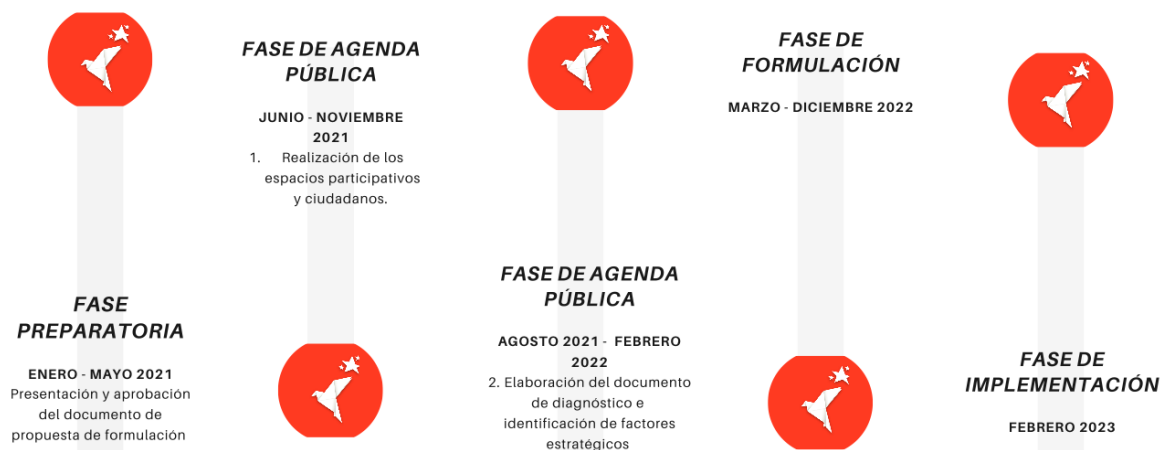 FASE
PREPARATORIA
ENERO - MAYO 2021
Presentación y aprobación
del documento de
propuesta de formulación
FASE DE AGENDA
PÚBLICA
JUNIO - NOVIEMBRE
2021
1. Realización de los
espacios participativos
y ciudadanos.
FASE DE AGENDA
PÚBLICA
AGOSTO 2021 - FEBRERO
2022
2. Elaboración del documento
de diagnóstico e
identificación de factores
estratégicos
FASE DE
FORMULACIÓN
MARZO - DICIEMBRE 2022
FASE DE
IMPLEMENTACIÓN
FEBRERO 2023